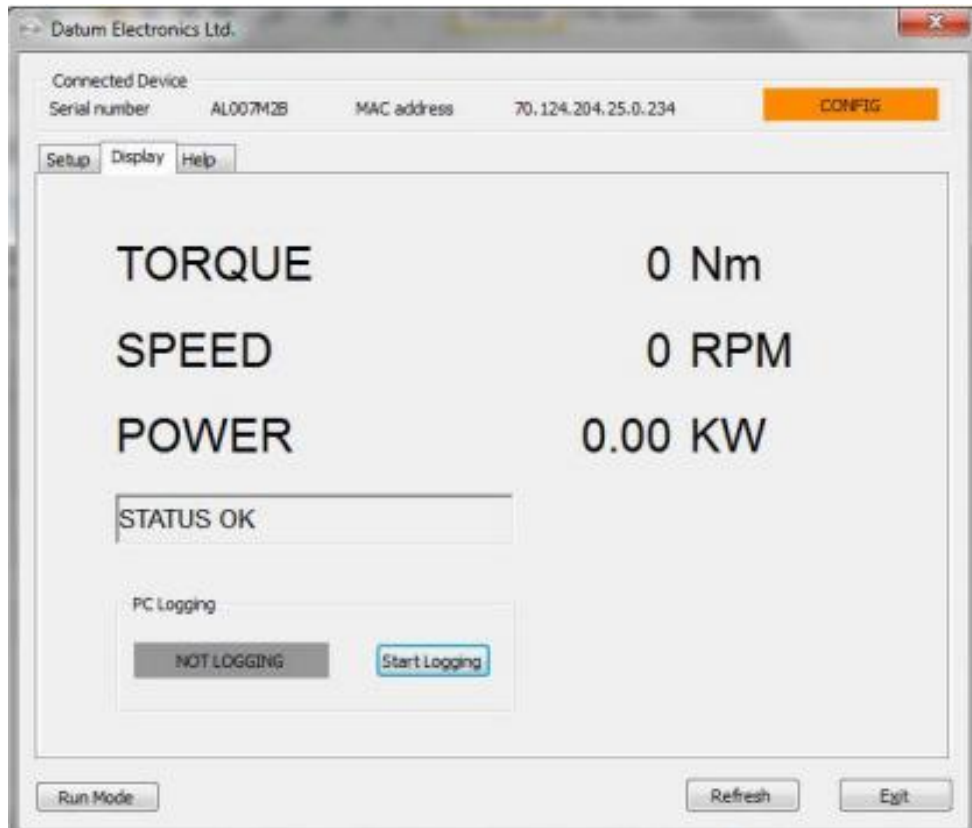 Datum Electronics Ltd.
Connected Device
Serial number AL007M2B MAC address 70.124.204.25.0.234 CONFIG
Setup Display Help
TORQUE 0 Nm
SPEED 0 RPM
POWER 0.00 KW
STATUS OK
PC Logging
NOT LOGGING Start Logging
Run Mode Refresh Exit